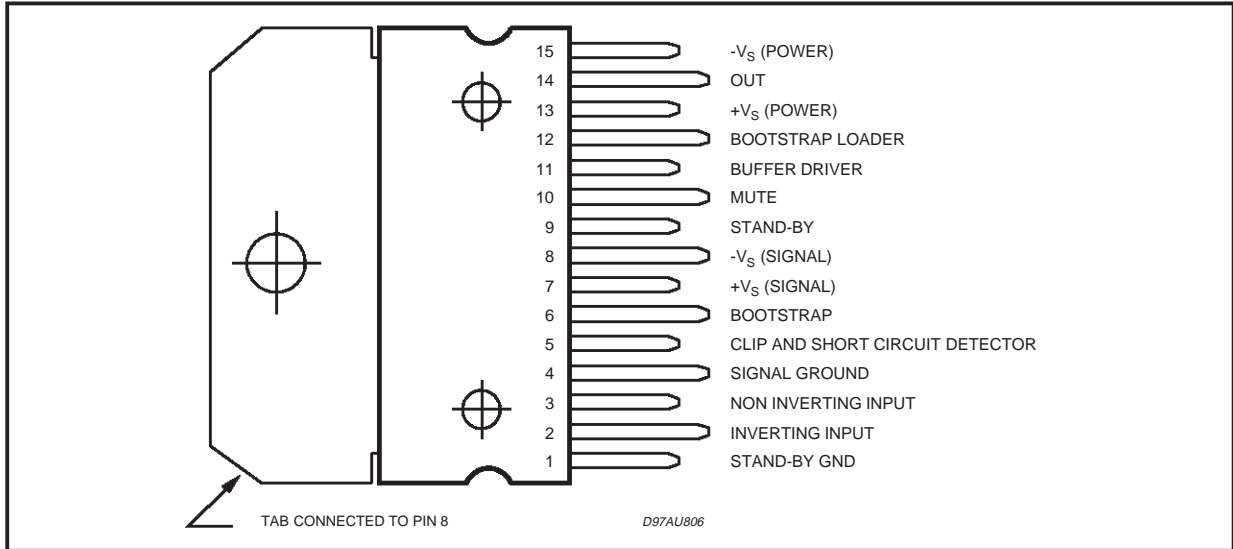 15 -VS (POWER)
14 OUT
13 +VS (POWER)
12 BOOTSTRAP LOADER
11 BUFFER DRIVER
10 MUTE
9 STAND-BY
8 -VS (SIGNAL)
7 +VS (SIGNAL)
6 BOOTSTRAP
5 CLIP AND SHORT CIRCUIT DETECTOR
4 SIGNAL GROUND
3 NON INVERTING INPUT
2 INVERTING INPUT
1 STAND-BY GND
TAB CONNECTED TO PIN 8
D97AU806